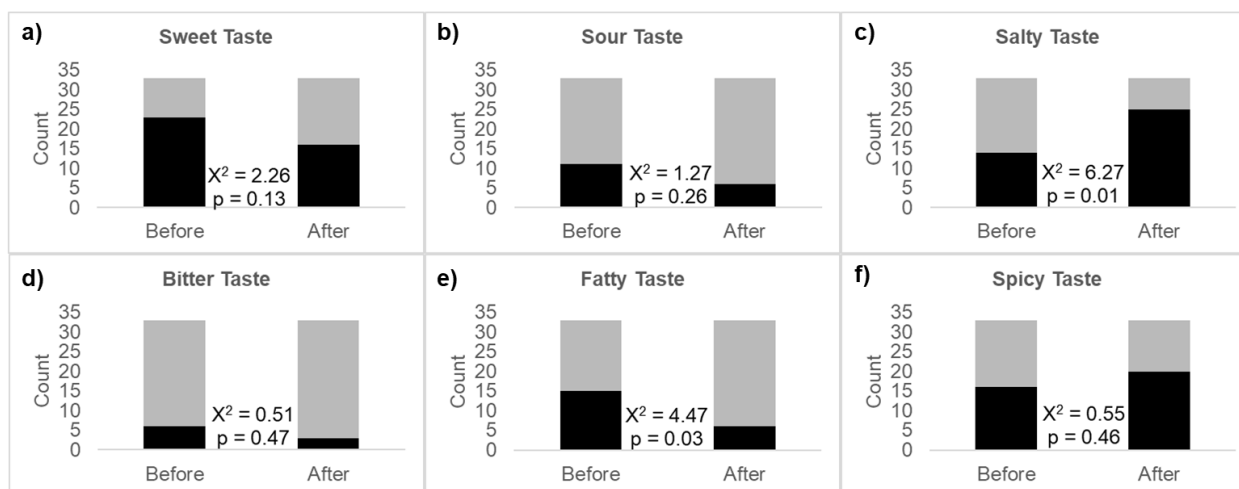 a)
Sweet Taste
35
30
25
20
15
10
5
0
Count
X² = 2.26
p = 0.13
Before After
b)
Sour Taste
35
30
25
20
15
10
5
0
Count
X² = 1.27
p = 0.26
Before After
c)
Salty Taste
35
30
25
20
15
10
5
0
Count
X² = 6.27
p = 0.01
Before After
d)
Bitter Taste
35
30
25
20
15
10
5
0
Count
X² = 0.51
p = 0.47
Before After
e)
Fatty Taste
35
30
25
20
15
10
5
0
Count
X² = 4.47
p = 0.03
Before After
f)
Spicy Taste
35
30
25
20
15
10
5
0
Count
X² = 0.55
p = 0.46
Before After